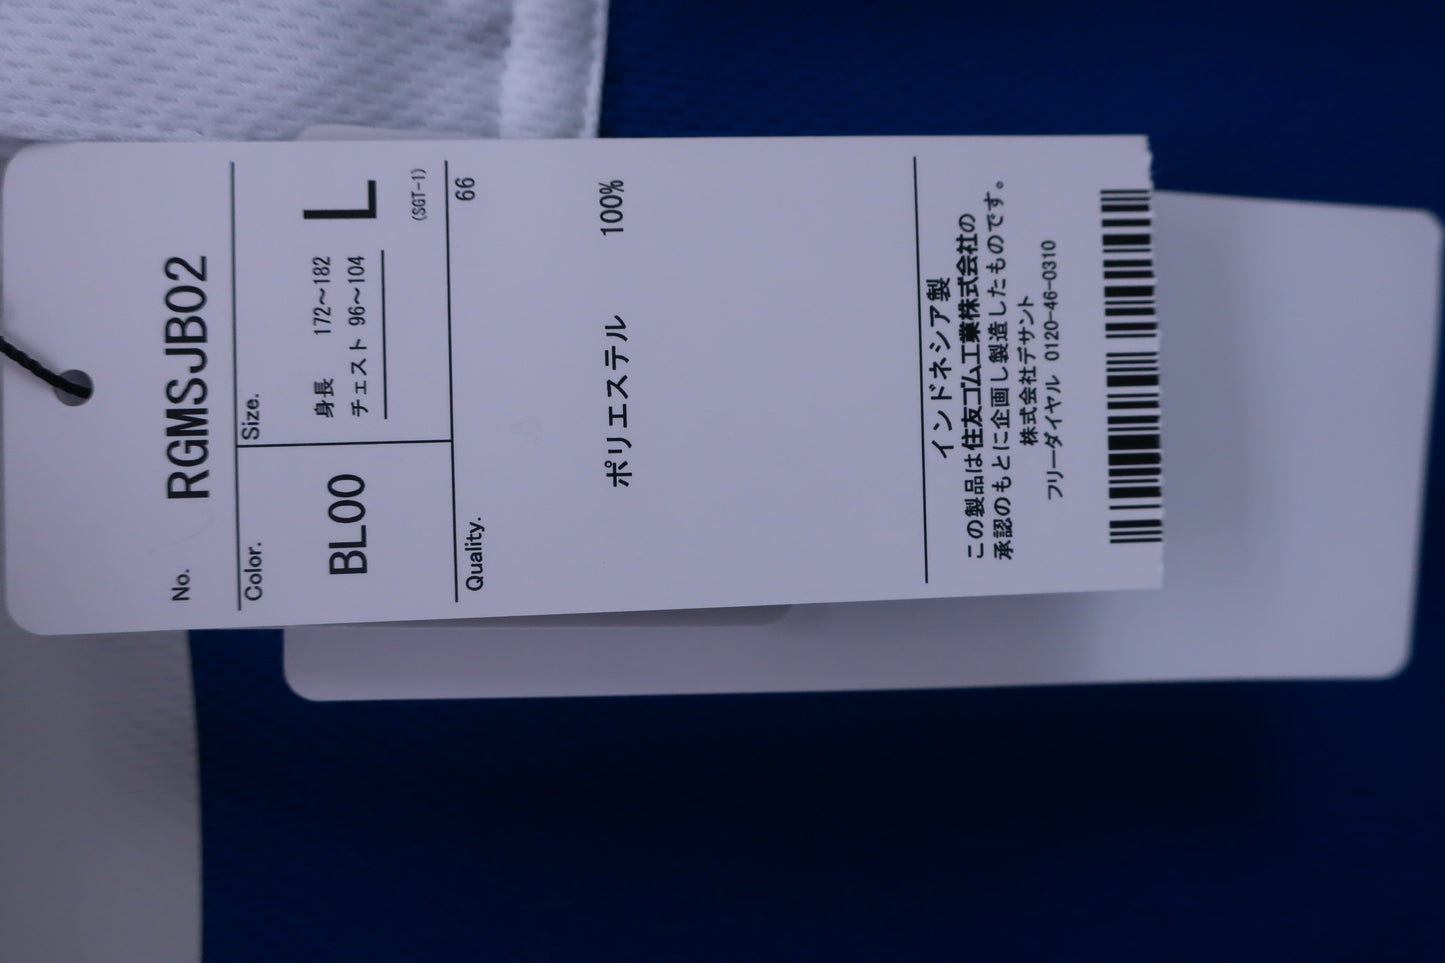 No. RGMSJB02
Color. Size.
BL00 身長 172～182 L
チェスト 96～104
(SGT-1)
Quality. 66
ポリエステル 100%
インドネシア製
この製品は住友ゴム工業株式会社の
承認のもとに企画し製造したものです。
株式会社デサント
フリーダイヤル 0120-46-0310